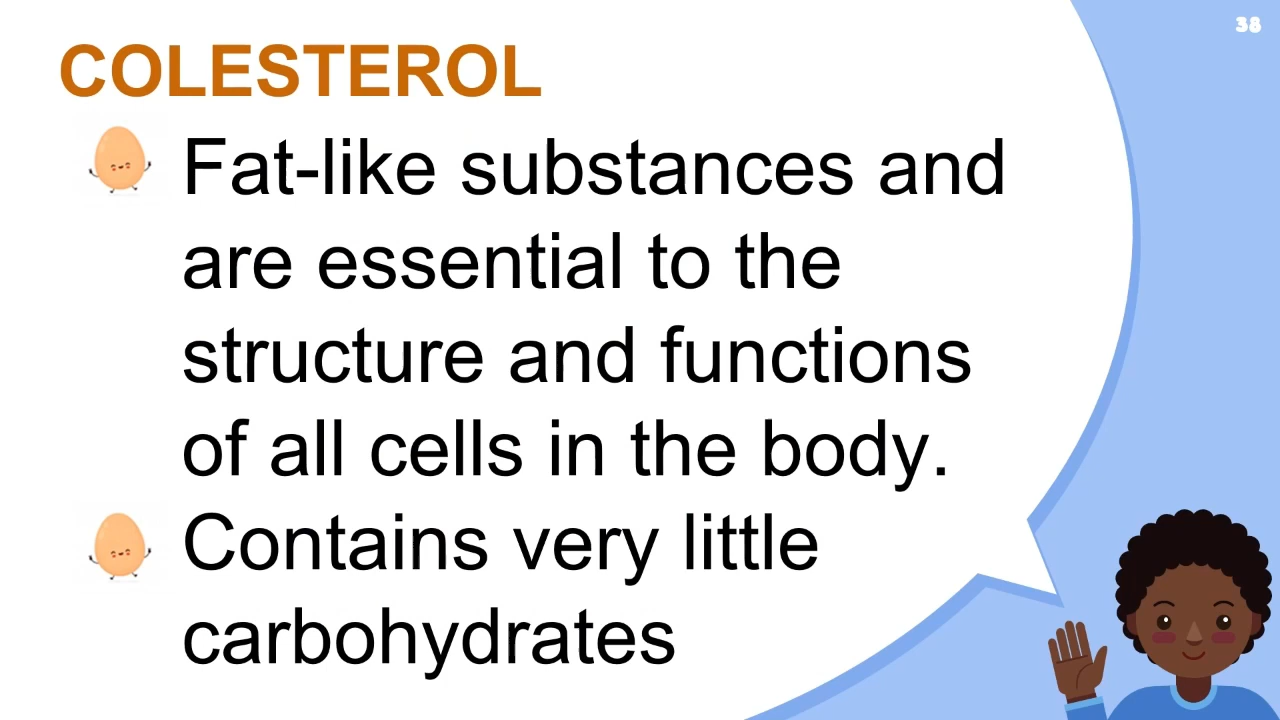 38
COLESTEROL
Fat-like substances and
are essential to the
structure and functions
of all cells in the body.
Contains very little
carbohydrates